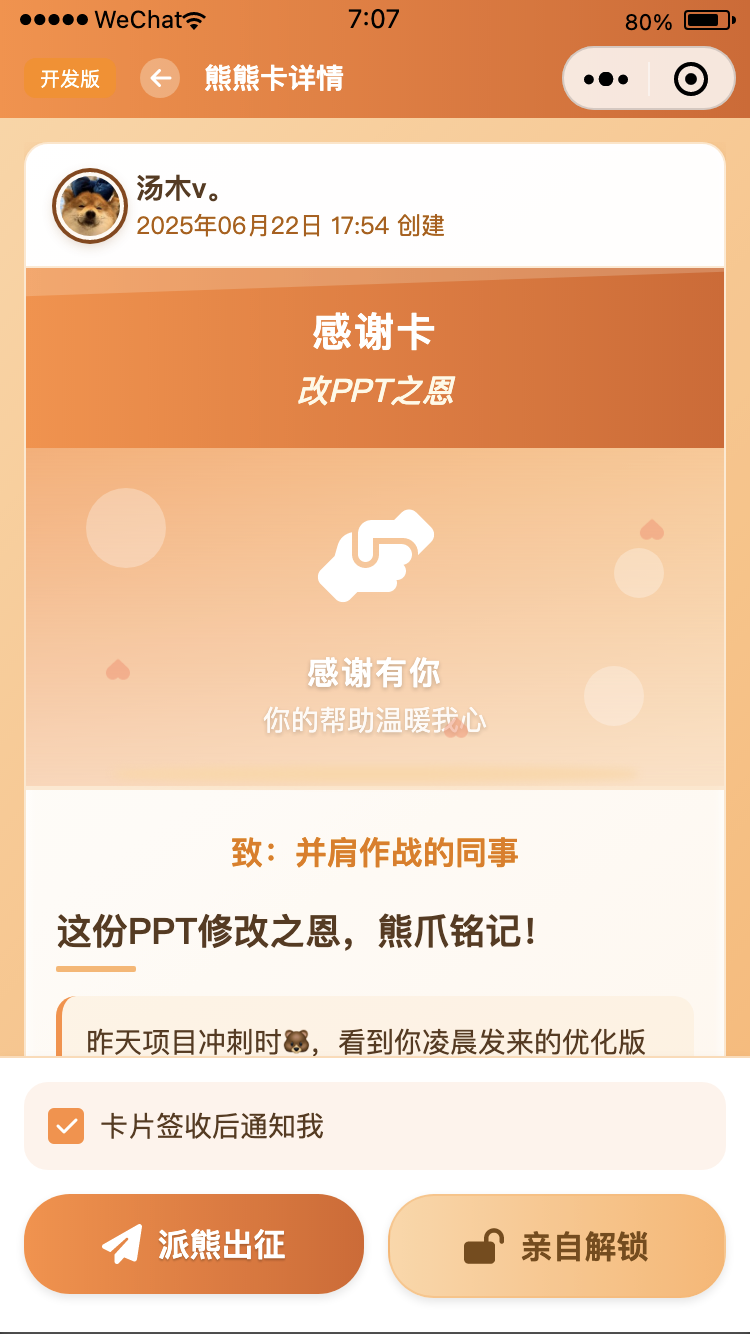 WeChat
7:07
80%
开发版
熊熊卡详情
汤木v。
2025年06月22日 17:54 创建
感谢卡
改PPT之恩
感谢有你
你的帮助温暖我心
致：并肩作战的同事
这份PPT修改之恩，熊爪铭记！
昨天项目冲刺时🐻，看到你凌晨发来的优化版
卡片签收后通知我
派熊出征
亲自解锁